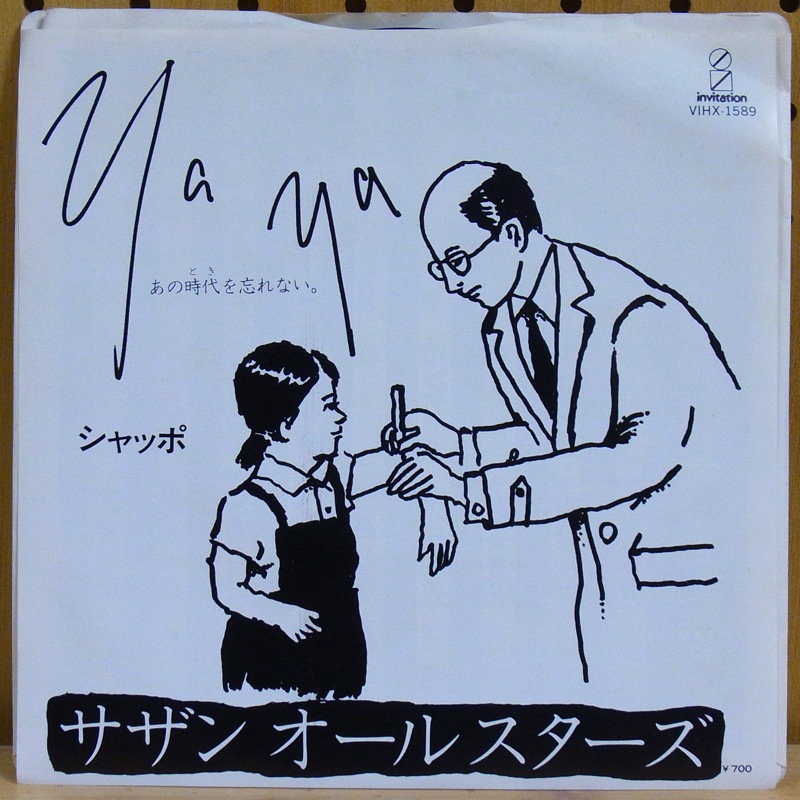 Ya Ya
invitation
VIHX-1589
とき
あの時代を忘れない。
シャッポ
サザン オールスターズ
¥700